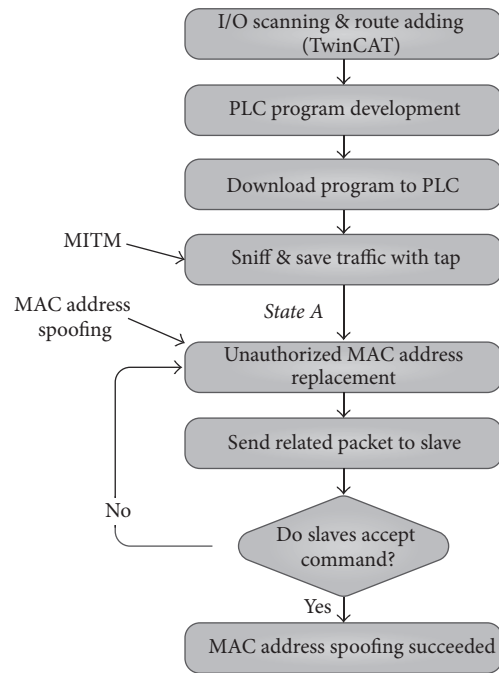 I/O scanning & route adding
(TwinCAT)
PLC program development
Download program to PLC
MITM
Sniff & save traffic with tap
State A
MAC address
spoofing
Unauthorized MAC address
replacement
Send related packet to slave
No
Do slaves accept
command?
Yes
MAC address spoofing succeeded